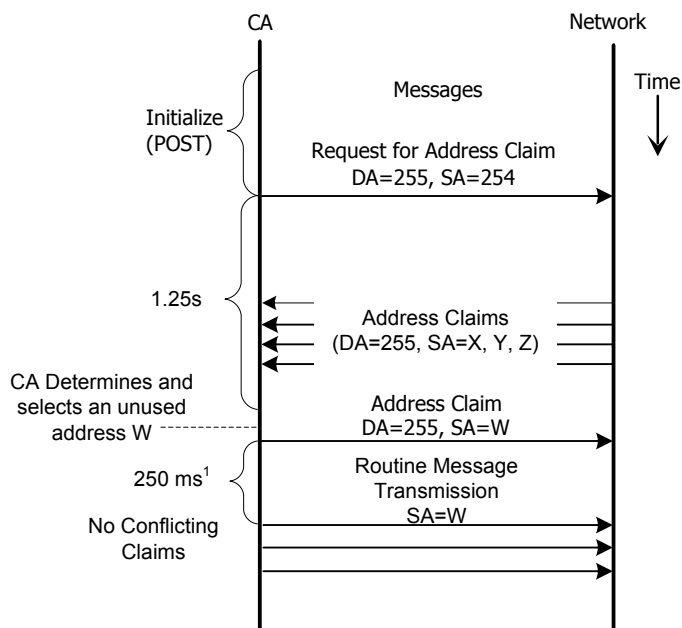 CA
Network
Time
Messages
Initialize
(POST)
Request for Address Claim
DA=255, SA=254
1.25s
Address Claims
(DA=255, SA=X, Y, Z)
CA Determines and
selects an unused
address W
Address Claim
DA=255, SA=W
250 ms¹
Routine Message
Transmission
SA=W
No Conflicting
Claims